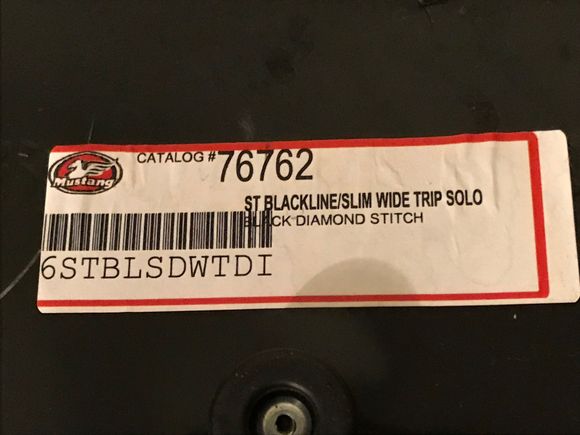 Mustang
CATALOG # 76762
ST BLACKLINE/SLIM WIDE TRIP SOLO
BLACK DIAMOND STITCH
6STBLSDWTDI